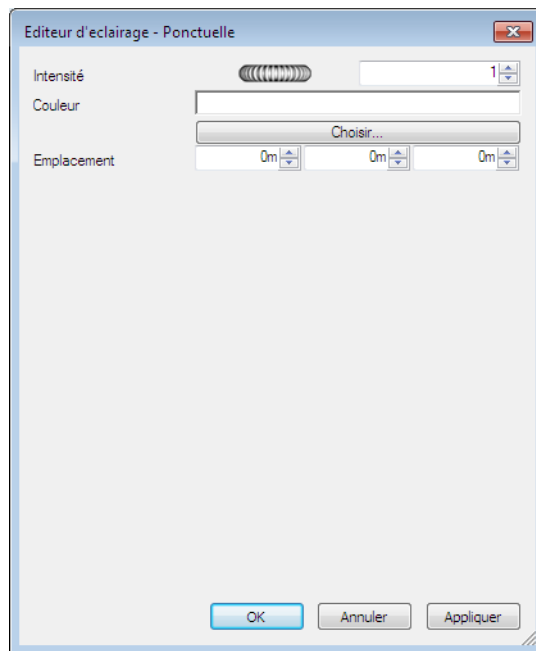 Editeur d'eclairage - Ponctuelle
Intensité 1
Couleur
Choisir...
Emplacement 0m 0m 0m
OK Annuler Appliquer